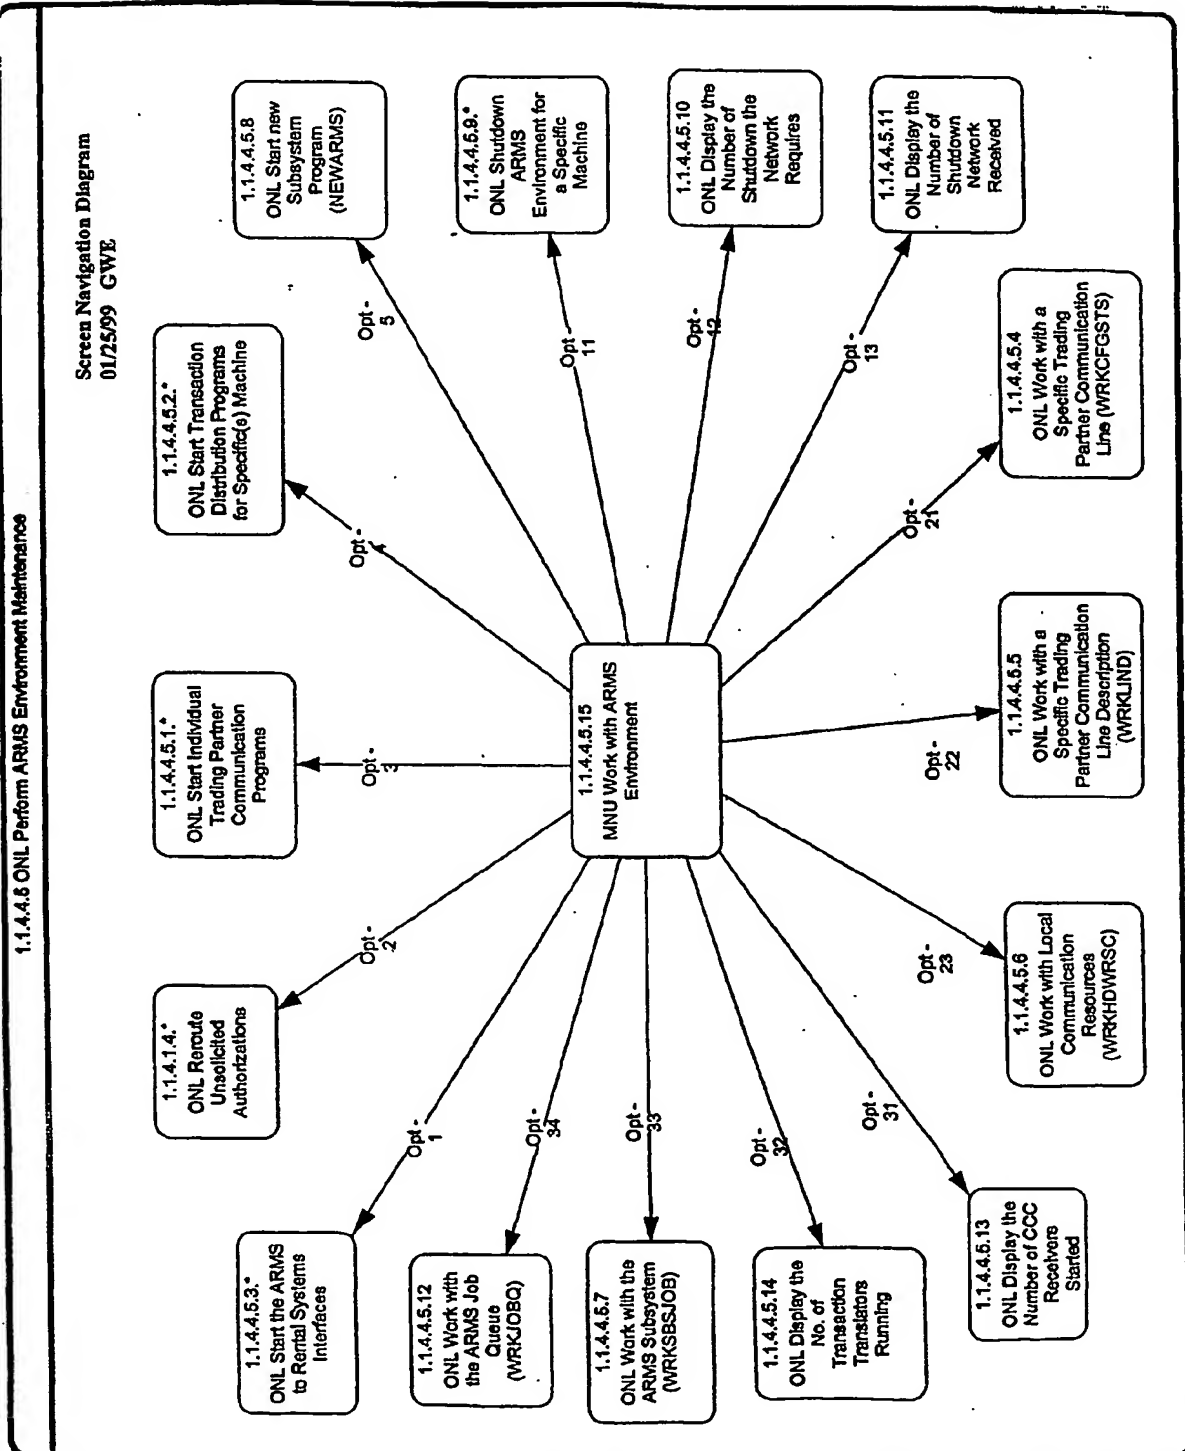 1.1.4.4.5 ONL Perform ARMS Environment Maintenance
Screen Navigation Diagram
01/25/99 GWE
1.1.4.4.5.3.*
ONL Start the ARMS
to Rental Systems
Interfaces
1.1.4.1.4.*
ONL Reroute
Unsolicited
Authorizations
1.1.4.4.5.1.*
ONL Start Individual
Trading Partner
Communication
Programs
1.1.4.4.5.2.*
ONL Start Transaction
Distribution Programs
for Specific(s) Machine
1.1.4.4.5.8
ONL Start new
Subsystem
Program
(NEWARMS)
Opt -
1
Opt -
2
Opt -
3
Opt -
4
Opt -
5
1.1.4.4.5.12
ONL Work with
the ARMS Job
Queue
(WRKJOBQ)
Opt -
34
1.1.4.4.5.9.*
ONL Shutdown
ARMS
Environment for
a Specific
Machine
Opt -
11
1.1.4.4.5.7
ONL Work with the
ARMS Subsystem
(WRKSBSJOB)
Opt -
33
1.1.4.4.5.15
MNU Work with ARMS
Environment
Opt -
12
1.1.4.4.5.10
ONL Display the
Number of
Shutdown the
Network
Requires
1.1.4.4.5.14
ONL Display the
No. of
Transaction
Translators
Running
Opt -
32
Opt -
13
1.1.4.4.5.11
ONL Display the
Number of
Shutdown
Network
Received
Opt -
31
Opt -
23
Opt -
22
Opt -
21
1.1.4.4.5.13
ONL Display the
Number of CCC
Receivers
Started
1.1.4.4.5.6
ONL Work with Local
Communication
Resources
(WRKHDWRSC)
1.1.4.4.5.5
ONL Work with a
Specific Trading
Partner Communication
Line Description
(WRKLIND)
1.1.4.4.5.4
ONL Work with a
Specific Trading
Partner Communication
Line (WRKCFGSTS)